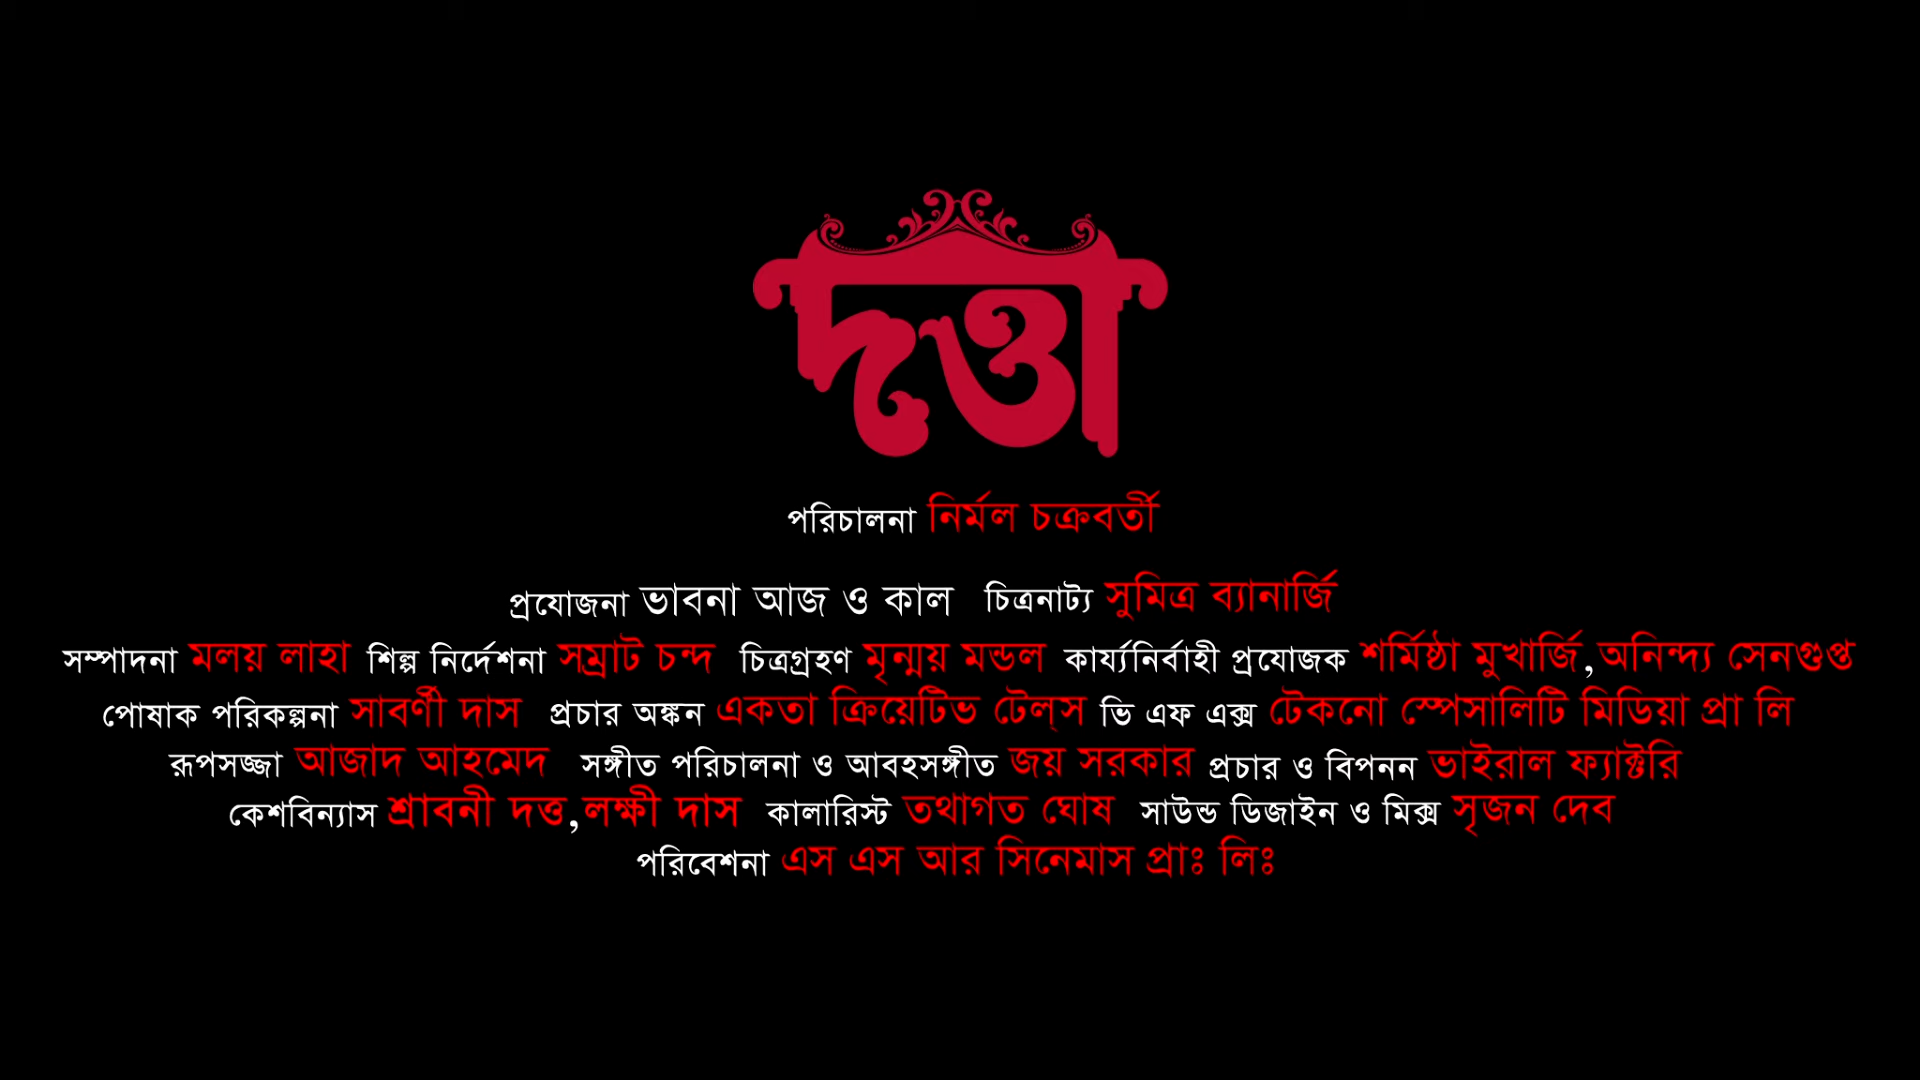 দত্তা
পরিচালনা নির্মল চক্রবর্তী
প্রযোজনা ভাবনা আজ ও কাল চিত্রনাট্য সুমিত্র ব্যানার্জি
সম্পাদনা মলয় লাহা শিল্প নির্দেশনা সম্রাট চন্দ চিত্রগ্রহণ মৃন্ময় মন্ডল কার্য্যনির্বাহী প্রযোজক শর্মিষ্ঠা মুখার্জি,অনিন্দ্য সেনগুপ্ত
পোষাক পরিকল্পনা সাবর্ণী দাস প্রচার অঙ্কন একতা ক্রিয়েটিভ টেল্‌স ভি এফ এক্স টেকনো স্পেসালিটি মিডিয়া প্রা লি
রূপসজ্জা আজাদ আহমেদ সঙ্গীত পরিচালনা ও আবহসঙ্গীত জয় সরকার প্রচার ও বিপনন ভাইরাল ফ্যাক্টরি
কেশবিন্যাস শ্রাবনী দত্ত,লক্ষী দাস কালারিস্ট তথাগত ঘোষ সাউন্ড ডিজাইন ও মিক্স সৃজন দেব
পরিবেশনা এস এস আর সিনেমাস প্রাঃ লিঃ